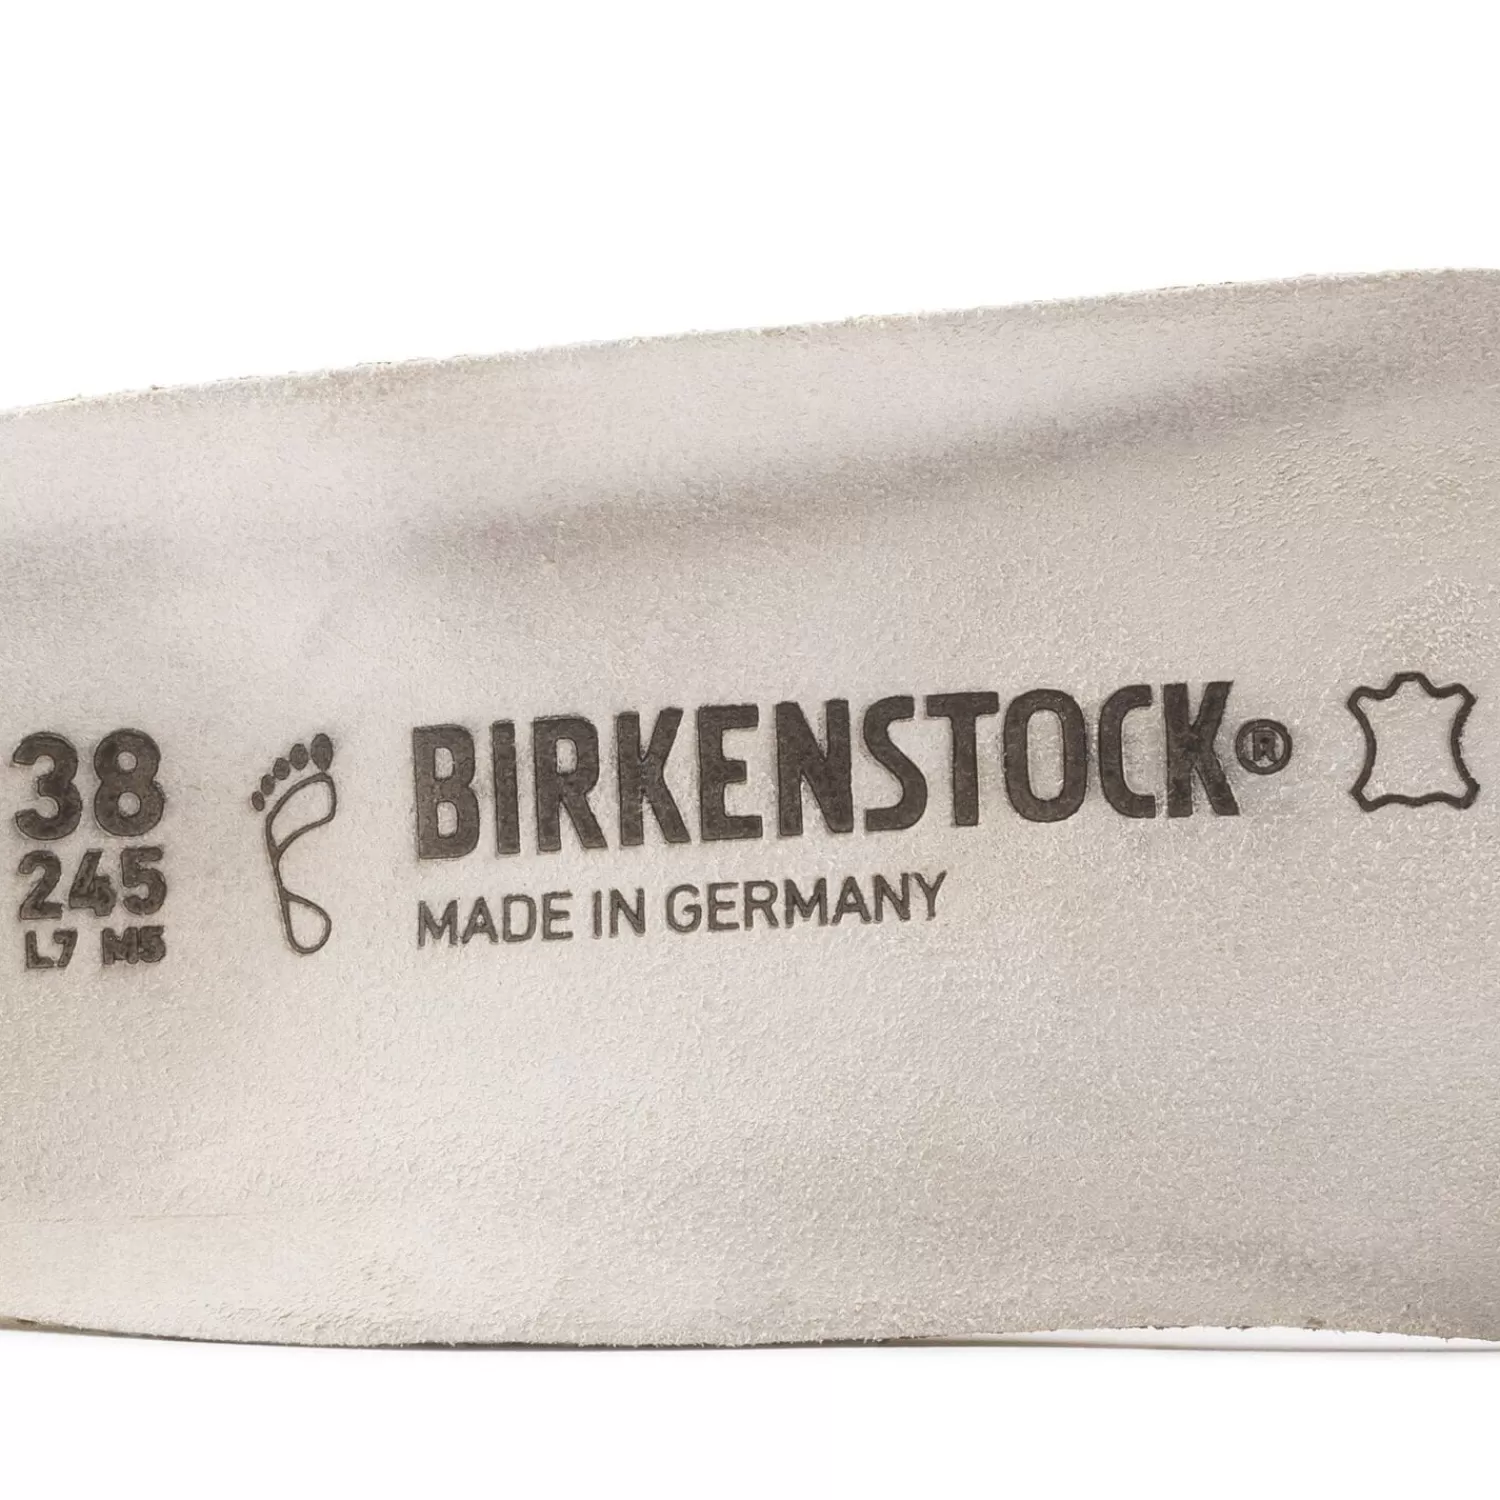 38
245
L7 M5
BIRKENSTOCK®
MADE IN GERMANY